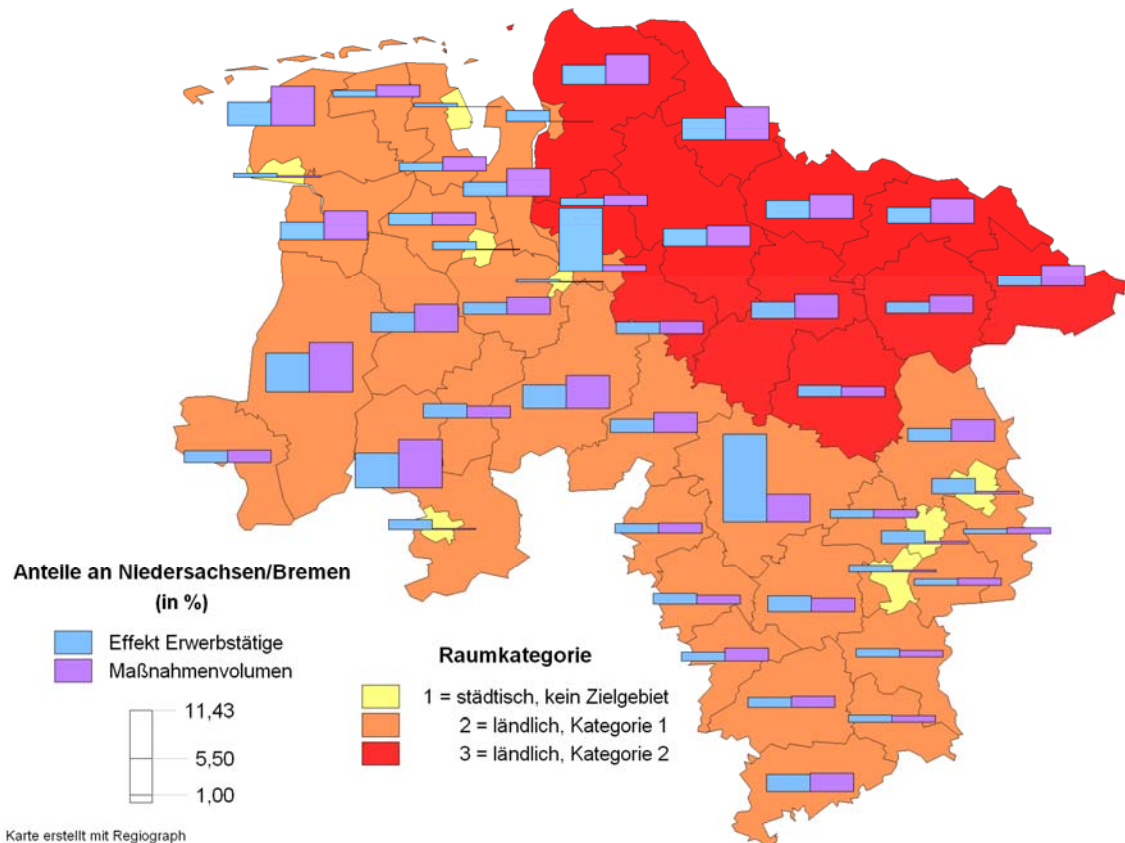 Anteile an Niedersachsen/Bremen
(in %)
Effekt Erwerbstätige
Maßnahmenvolumen
11,43
5,50
1,00
Raumkategorie
1 = städtisch, kein Zielgebiet
2 = ländlich, Kategorie 1
3 = ländlich, Kategorie 2
Karte erstellt mit Regiograph